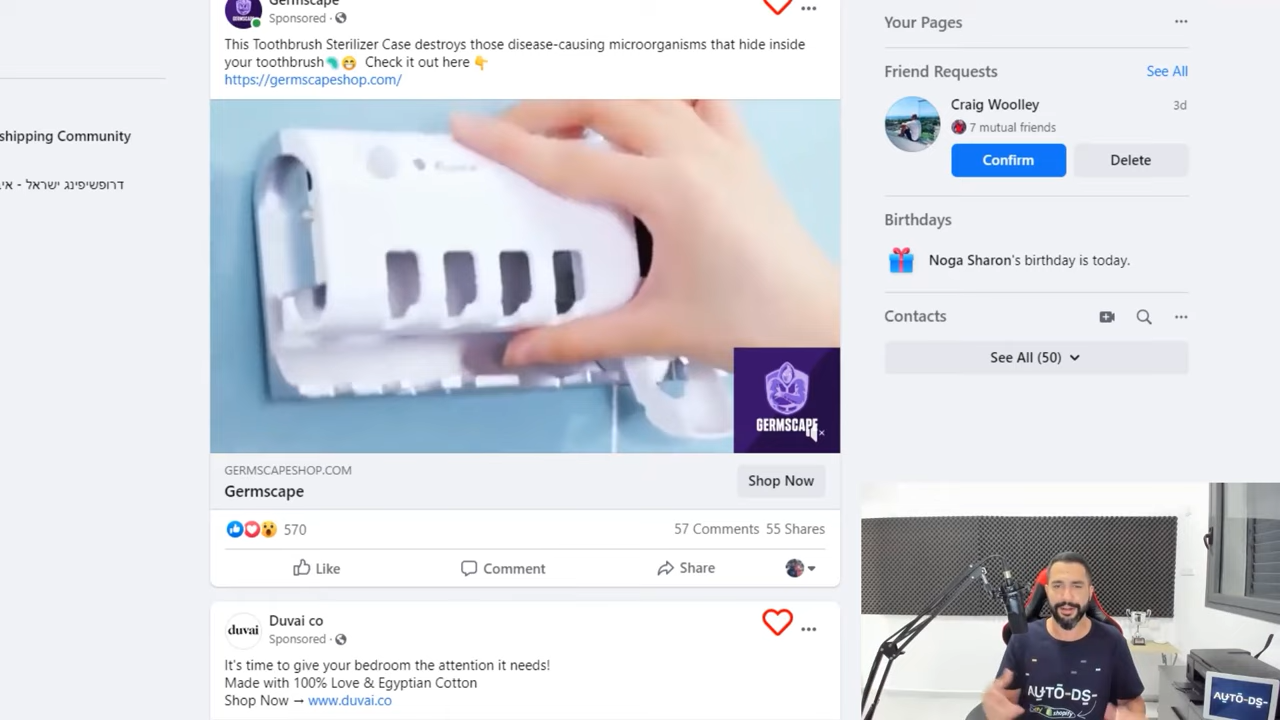 Germscape
Sponsored ·
This Toothbrush Sterilizer Case destroys those disease-causing microorganisms that hide inside
your toothbrush🦠😁 Check it out here 👇
https://germscapeshop.com/
GERMSCAPE
GERMSCAPESHOP.COM
Germscape
Shop Now
570
57 Comments 55 Shares
Like
Comment
Share
duvai
Duvai co
Sponsored ·
It's time to give your bedroom the attention it needs!
Made with 100% Love & Egyptian Cotton
Shop Now → www.duvai.co
shipping Community
דרופשיפינג ישראל - אי
Your Pages
Friend Requests
See All
Craig Woolley
3d
7 mutual friends
Confirm
Delete
Birthdays
Noga Sharon's birthday is today.
Contacts
See All (50)
AUTO-DS-
shopify
AUTO-DS-